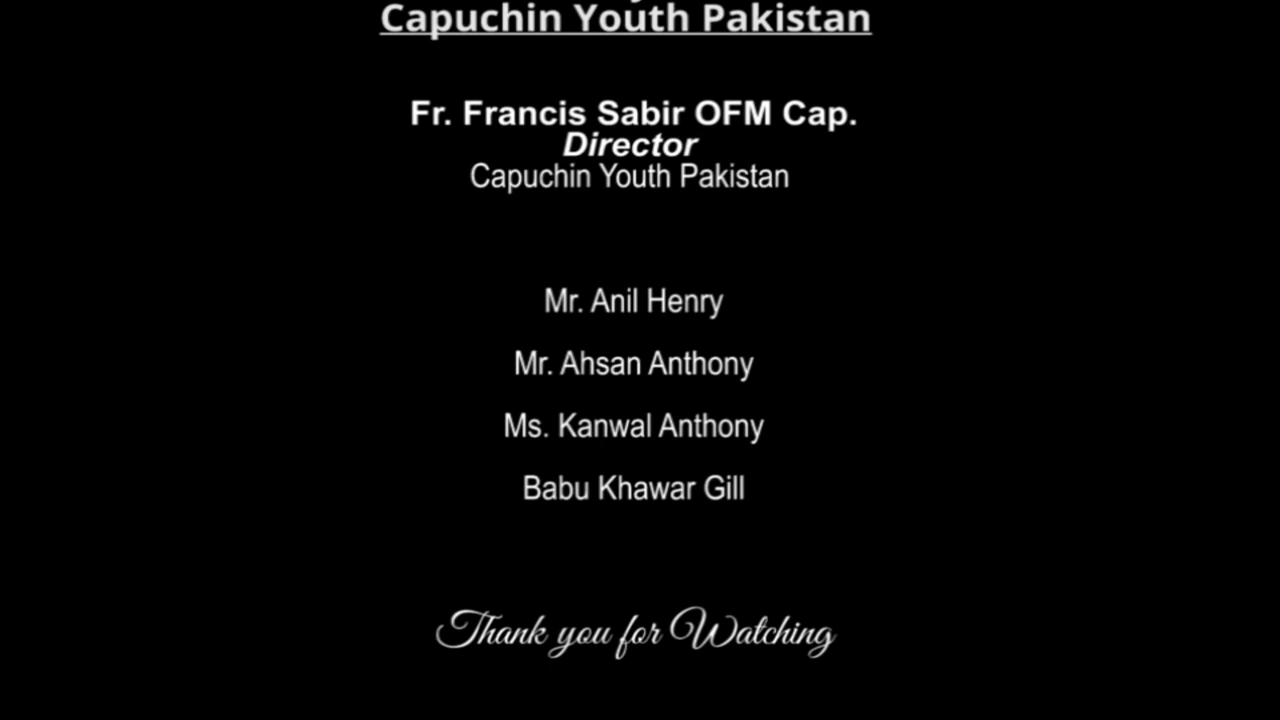 Capuchin Youth Pakistan
Fr. Francis Sabir OFM Cap.
Director
Capuchin Youth Pakistan
Mr. Anil Henry
Mr. Ahsan Anthony
Ms. Kanwal Anthony
Babu Khawar Gill
Thank you for Watching